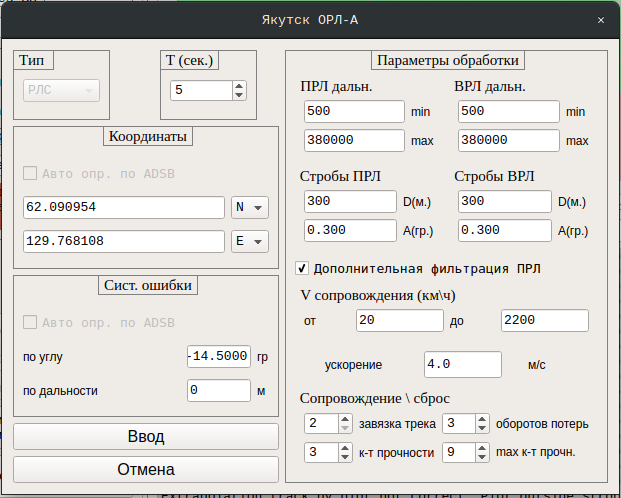 Якутск ОРЛ-А
×
Тип
РЛС
T (сек.)
5
Координаты
Авто опр. по ADSB
62.090954
N
129.768108
E
Сист. ошибки
Авто опр. по ADSB
по углу
-14.5000
гр
по дальности
0
м
Ввод
Отмена
Параметры обработки
ПРЛ дальн.
ВРЛ дальн.
500 min
500 min
380000 max
380000 max
Стробы ПРЛ
Стробы ВРЛ
300 D(м.)
300 D(м.)
0.300 A(гр.)
0.300 A(гр.)
Дополнительная фильтрация ПРЛ
V сопровождения (км\ч)
от 20 до 2200
ускорение 4.0 м/с
Сопровождение \ сброс
2 завязка трека 3 оборотов потерь
3 к-т прочности 9 max к-т прочн.